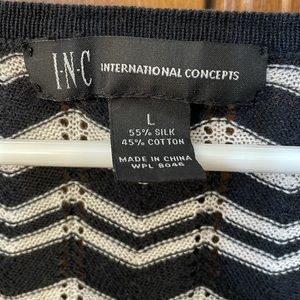 I·N·C INTERNATIONAL CONCEPTS
L
55% SILK
45% COTTON
MADE IN CHINA
WPL 8046